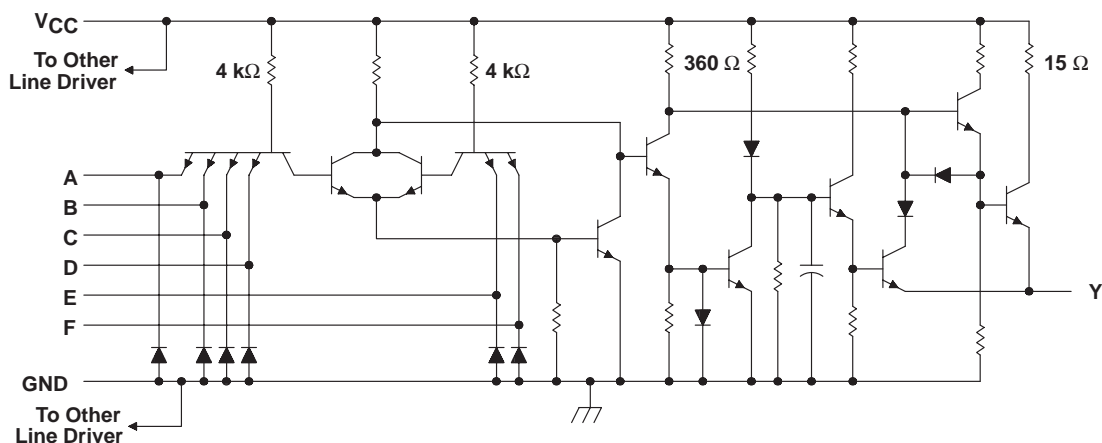 VCC
To Other
Line Driver
4 kΩ
4 kΩ
360 Ω
15 Ω
A
B
C
D
E
F
Y
GND
To Other
Line Driver